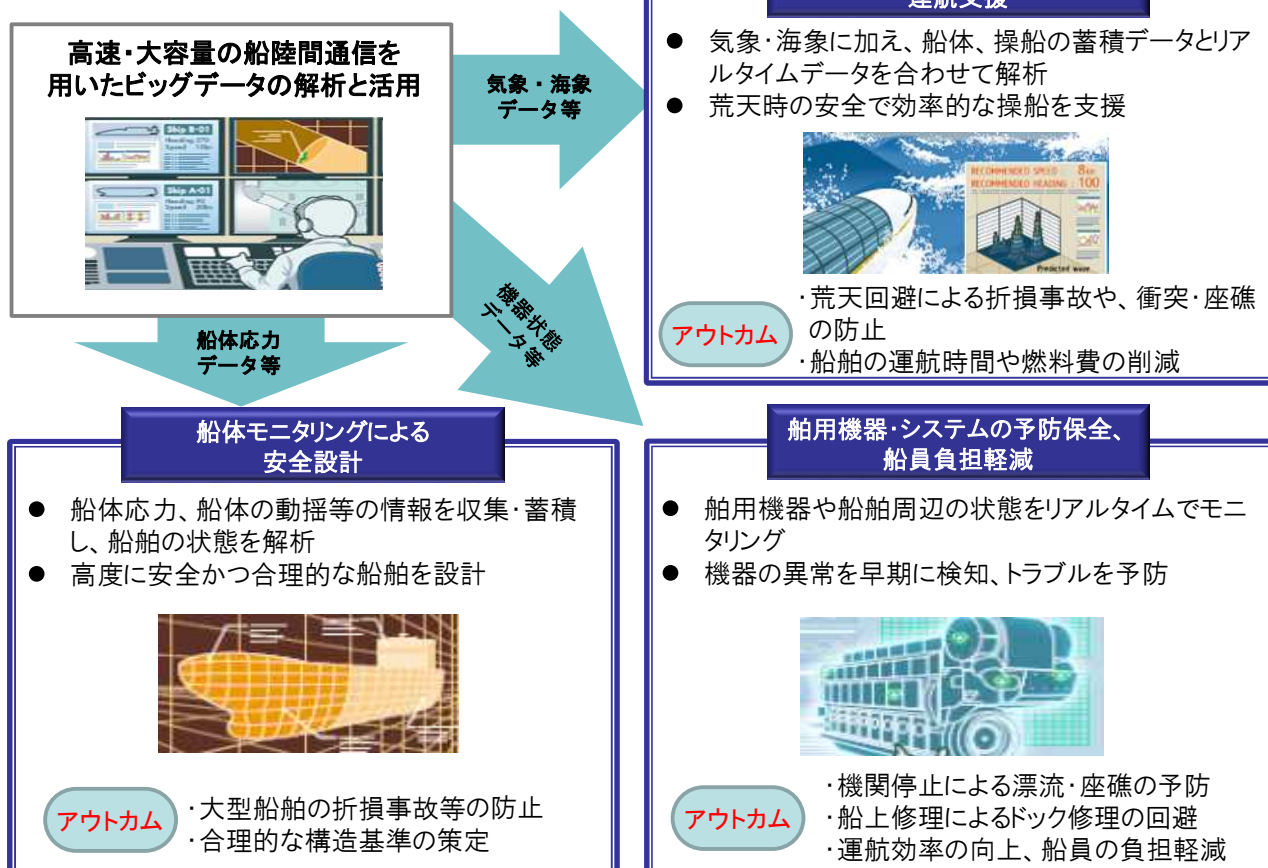 高速・大容量の船陸間通信を
用いたビッグデータの解析と活用
Ship B-01
Heading 270
Ship A-01
Heading 90
気象・海象
データ等
機器状態
データ等
船体応力
データ等
運航支援
● 気象・海象に加え、船体、操船の蓄積データとリア
ルタイムデータを合わせて解析
● 荒天時の安全で効率的な操船を支援
RECOMMENDED SPEED
RECOMMENDED HEADING : 100
Predicted wave
アウトカム
・荒天回避による折損事故や、衝突・座礁
の防止
・船舶の運航時間や燃料費の削減
船体モニタリングによる
安全設計
● 船体応力、船体の動揺等の情報を収集・蓄積
し、船舶の状態を解析
● 高度に安全かつ合理的な船舶を設計
アウトカム
・大型船舶の折損事故等の防止
・合理的な構造基準の策定
舶用機器・システムの予防保全、
船員負担軽減
● 舶用機器や船舶周辺の状態をリアルタイムでモニ
タリング
● 機器の異常を早期に検知、トラブルを予防
アウトカム
・機関停止による漂流・座礁の予防
・船上修理によるドック修理の回避
・運航効率の向上、船員の負担軽減